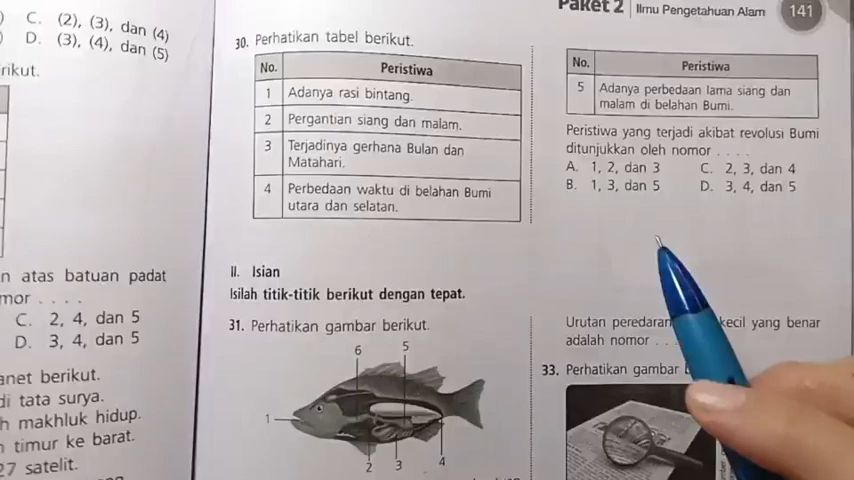 C. (2), (3), dan (4)
D. (3), (4), dan (5)
rikut.
n atas batuan padat
mor . . . .
C. 2, 4, dan 5
D. 3, 4, dan 5
anet berikut.
di tata surya.
h makhluk hidup.
n timur ke barat.
27 satelit.
Paket 2 Ilmu Pengetahuan Alam 141
30. Perhatikan tabel berikut.
No. Peristiwa
1 Adanya rasi bintang.
2 Pergantian siang dan malam.
3 Terjadinya gerhana Bulan dan
Matahari.
4 Perbedaan waktu di belahan Bumi
utara dan selatan.
II. Isian
Isilah titik-titik berikut dengan tepat.
31. Perhatikan gambar berikut.
6 5
1
2 3 4
No. Peristiwa
5 Adanya perbedaan lama siang dan
malam di belahan Bumi.
Peristiwa yang terjadi akibat revolusi Bumi
ditunjukkan oleh nomor . . . .
A. 1, 2, dan 3 C. 2, 3, dan 4
B. 1, 3, dan 5 D. 3, 4, dan 5
Urutan peredaran kecil yang benar
adalah nomor . . .
33. Perhatikan gambar